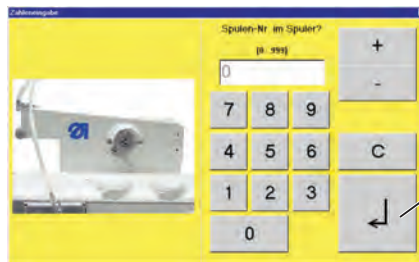 Zahleneingabe
Spulen-Nr. im Spuler?
[0...999]
0
+
-
7 8 9
4 5 6
C
1 2 3
0